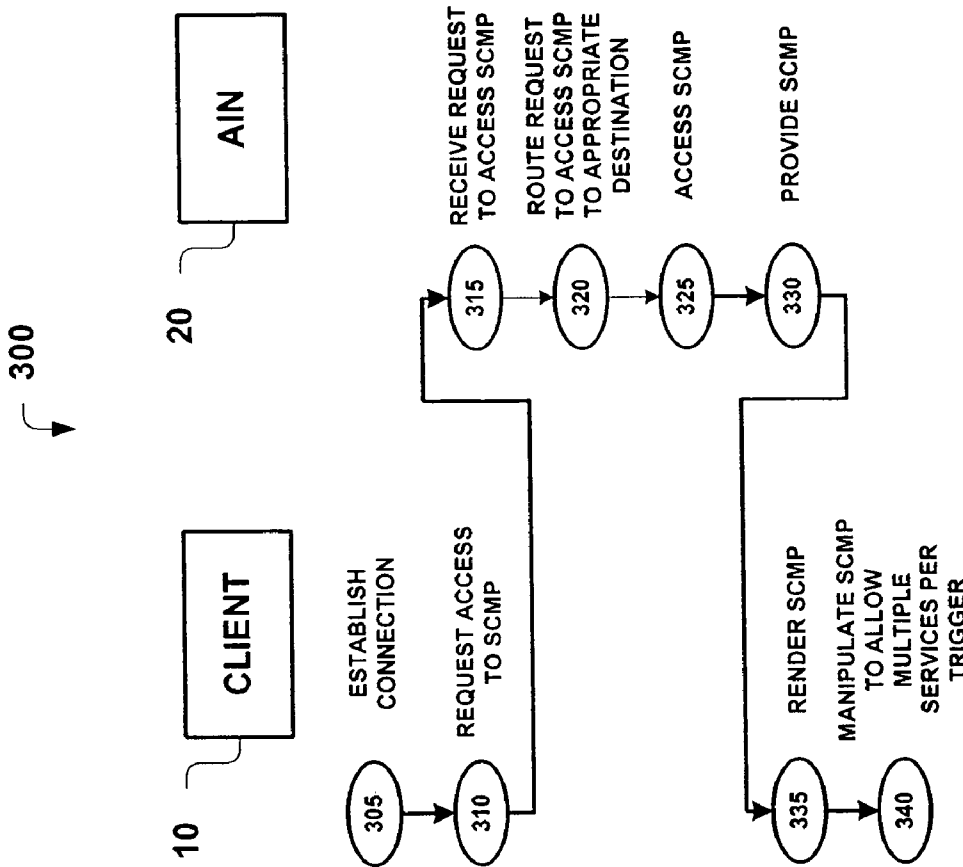 300
10
CLIENT
20
AIN
305
ESTABLISH
CONNECTION
310
REQUEST ACCESS
TO SCMP
315
RECEIVE REQUEST
TO ACCESS SCMP
320
ROUTE REQUEST
TO ACCESS SCMP
TO APPROPRIATE
DESTINATION
325
ACCESS SCMP
330
PROVIDE SCMP
335
RENDER SCMP
340
MANIPULATE SCMP
TO ALLOW
MULTIPLE
SERVICES PER
TRIGGER